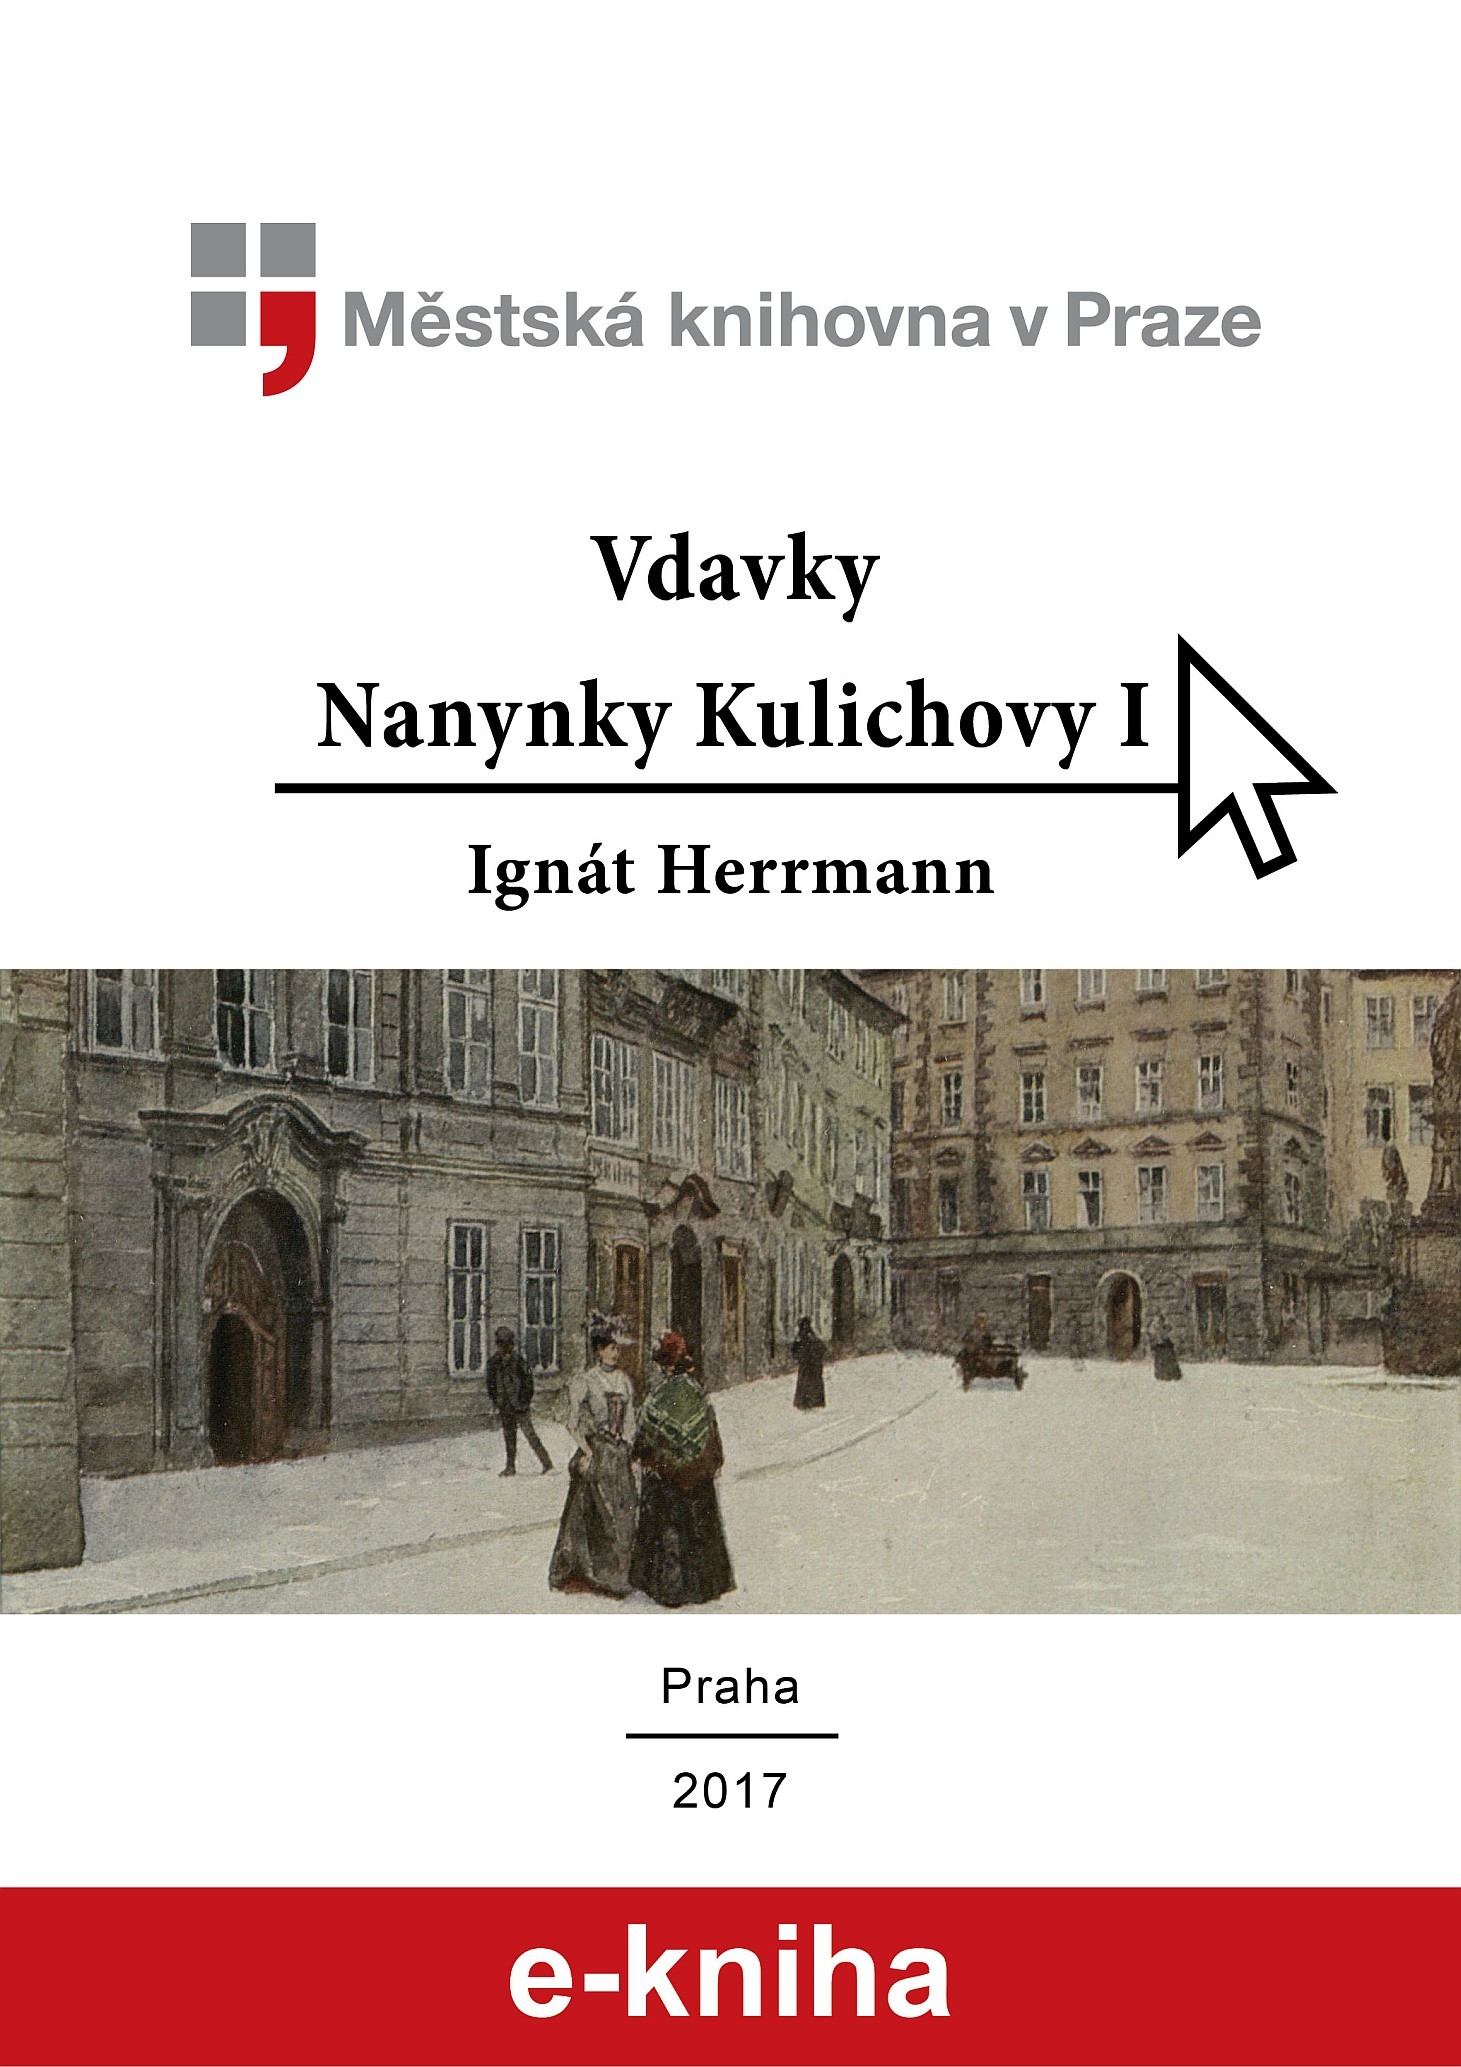 Městská knihovna v Praze
Vdavky
Nanynky Kulichovy I
Ignát Herrmann
Praha
2017
e-kniha